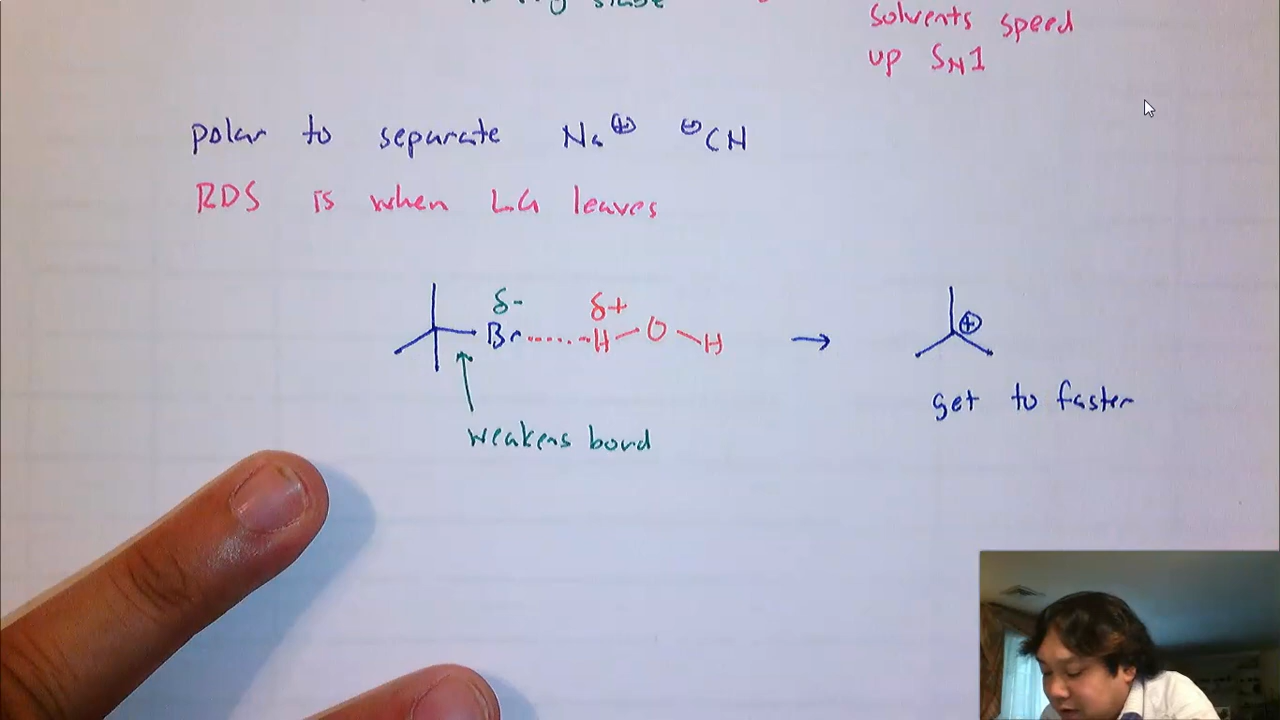 solvents speed
up SN1
polar to separate Na⊕ ⊖CN
RDS is when LG leaves
δ- δ+
Br H O H → ⊕
get to faster
weakens bond